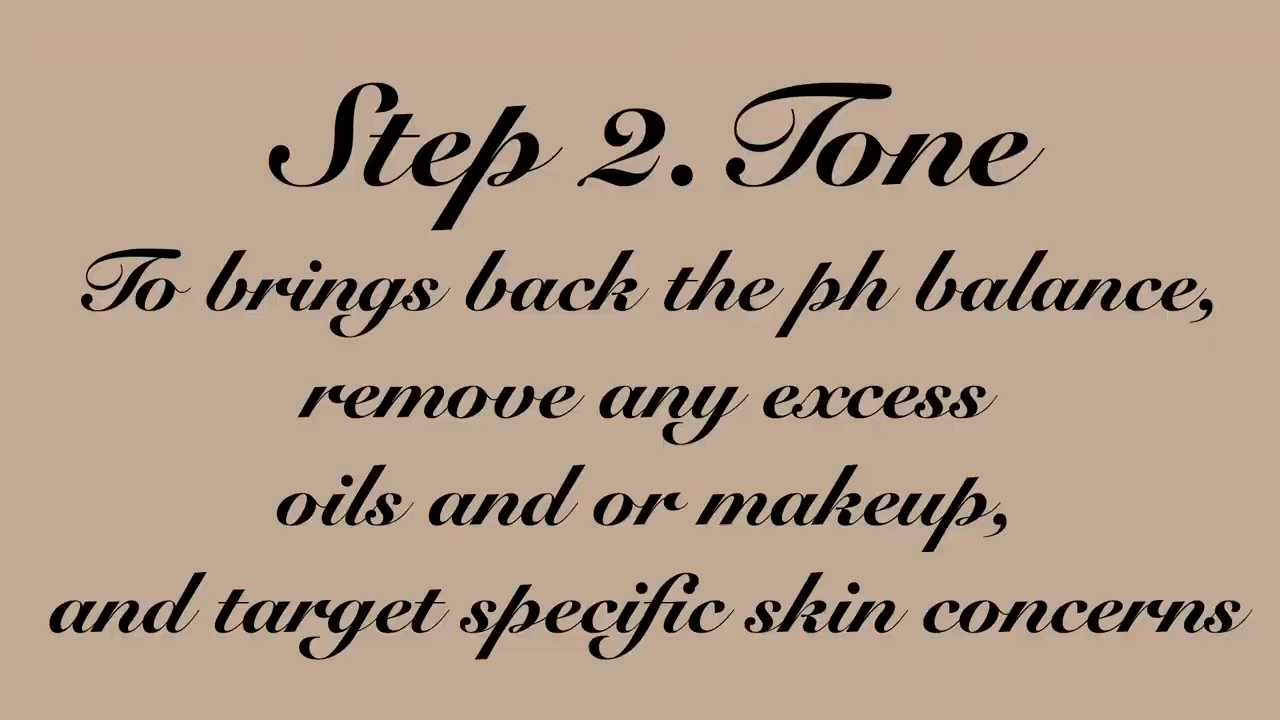 Step 2. Tone
To brings back the ph balance,
remove any excess
oils and or makeup,
and target specific skin concerns